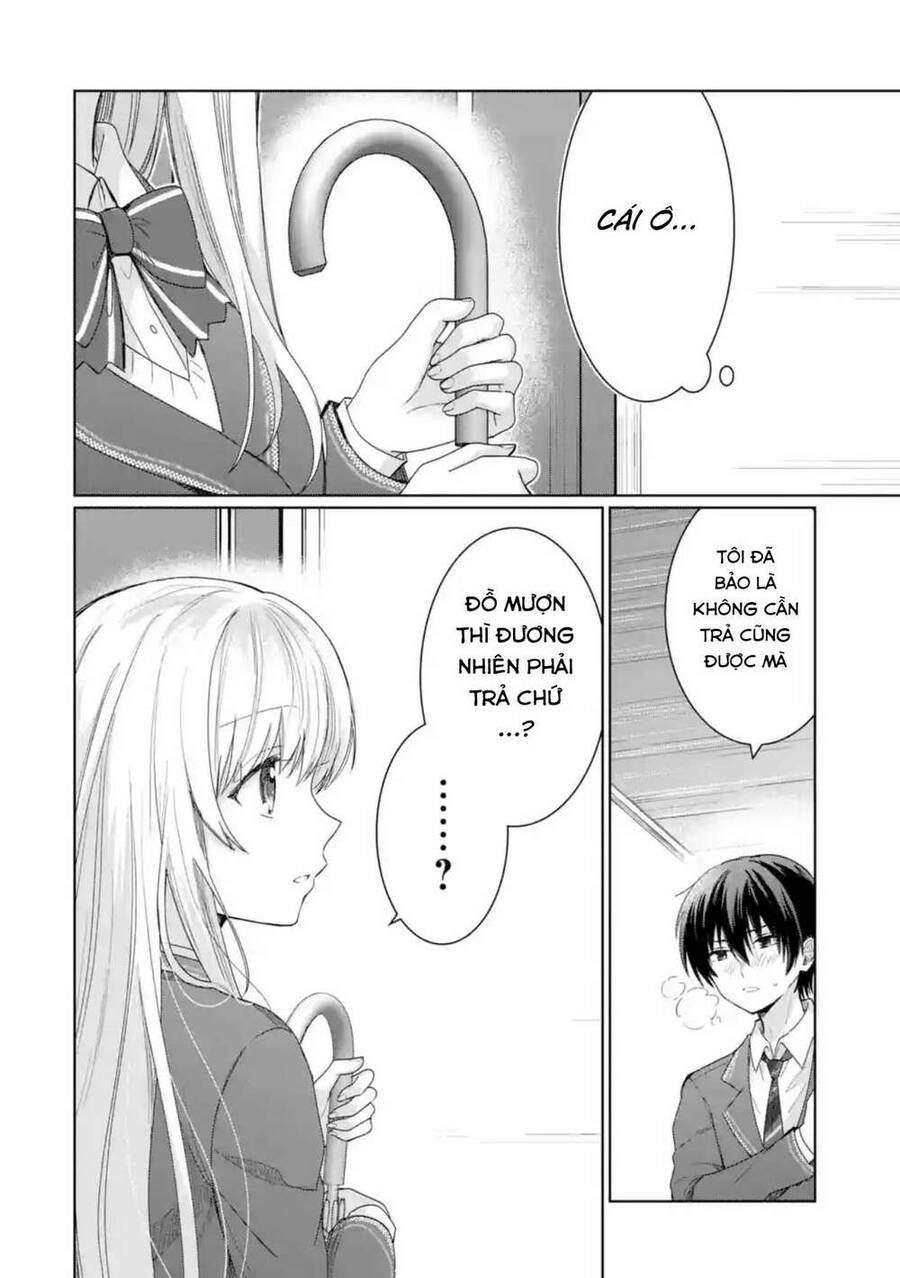 CÁI Ô...
TÔI ĐÃ
BẢO LÀ
KHÔNG CẦN
TRẢ CŨNG
ĐƯỢC MÀ
ĐỒ MƯỢN
THÌ ĐƯƠNG
NHIÊN PHẢI
TRẢ CHỨ
...?
......?